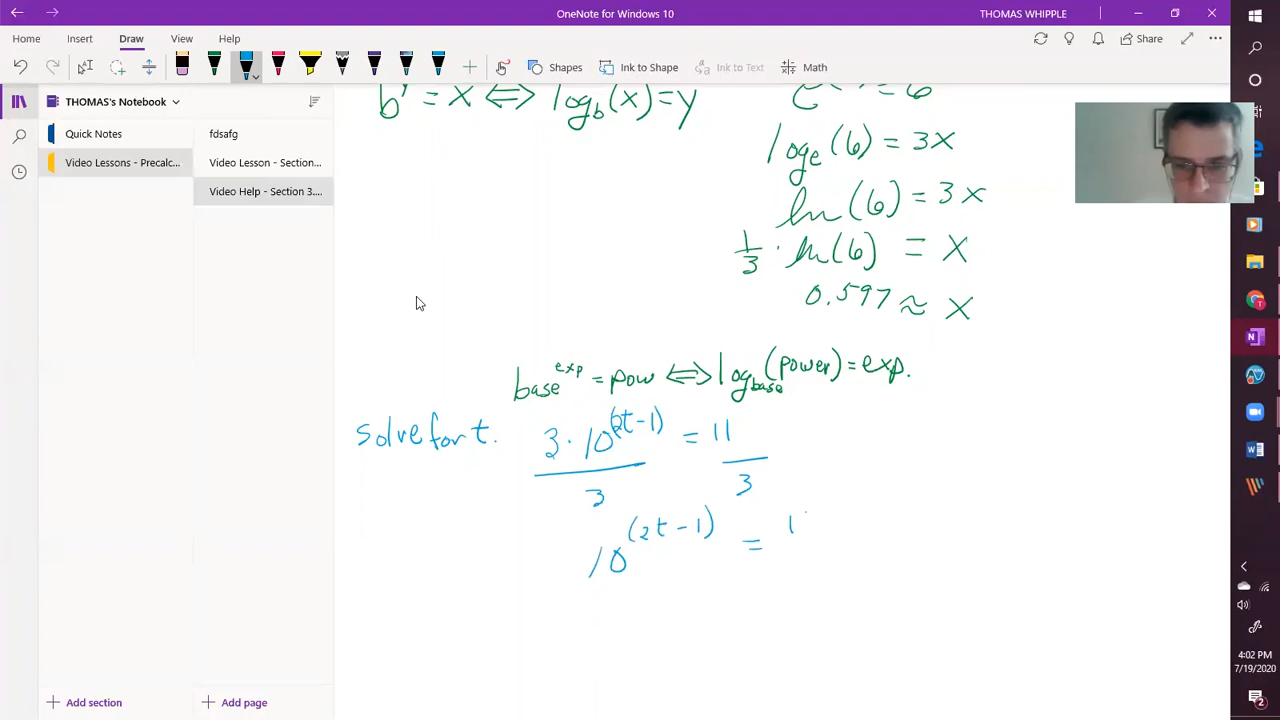 OneNote for Windows 10
THOMAS WHIPPLE
Home Insert Draw View Help
Share
Shapes Ink to Shape Ink to Text Math
THOMAS's Notebook
Quick Notes
Video Lessons - Precalc...
fdsafg
Video Lesson - Section...
Video Help - Section 3....
b^y = x ⟺ log_b(x) = y
= 6
log_e(6) = 3x
ln(6) = 3x
1/3 · ln(6) = x
0.597 ≈ x
base^exp = pow ⟺ log_base(power) = exp.
solve for t. 3 · 10^(2t-1) = 11
3 3
10^(2t-1) = 1
Add section
Add page
4:02 PM
7/19/2020
2